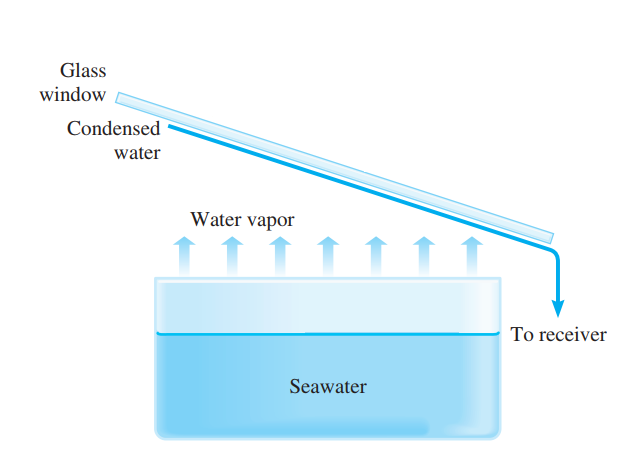 Glass
window
Condensed
water
Water vapor
To receiver
Seawater